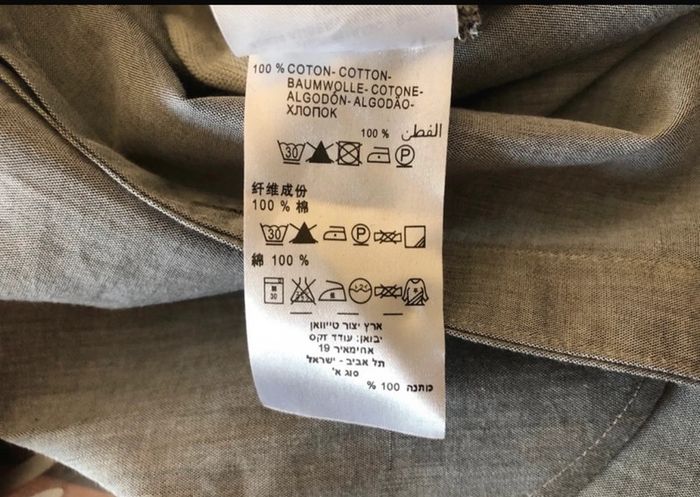 100 % COTON- COTTON-
BAUMWOLLE- COTONE-
ALGODÓN- ALGODÃO-
ХЛОПОК
القطن 100 %
30 P
纤维成份
100 % 棉
30 P
綿 100 %
30
ארץ יצור טייוואן
יבואן: עודד זקס
אחימאיר 19
תל אביב - ישראל
סוג א'
כותנה 100 %